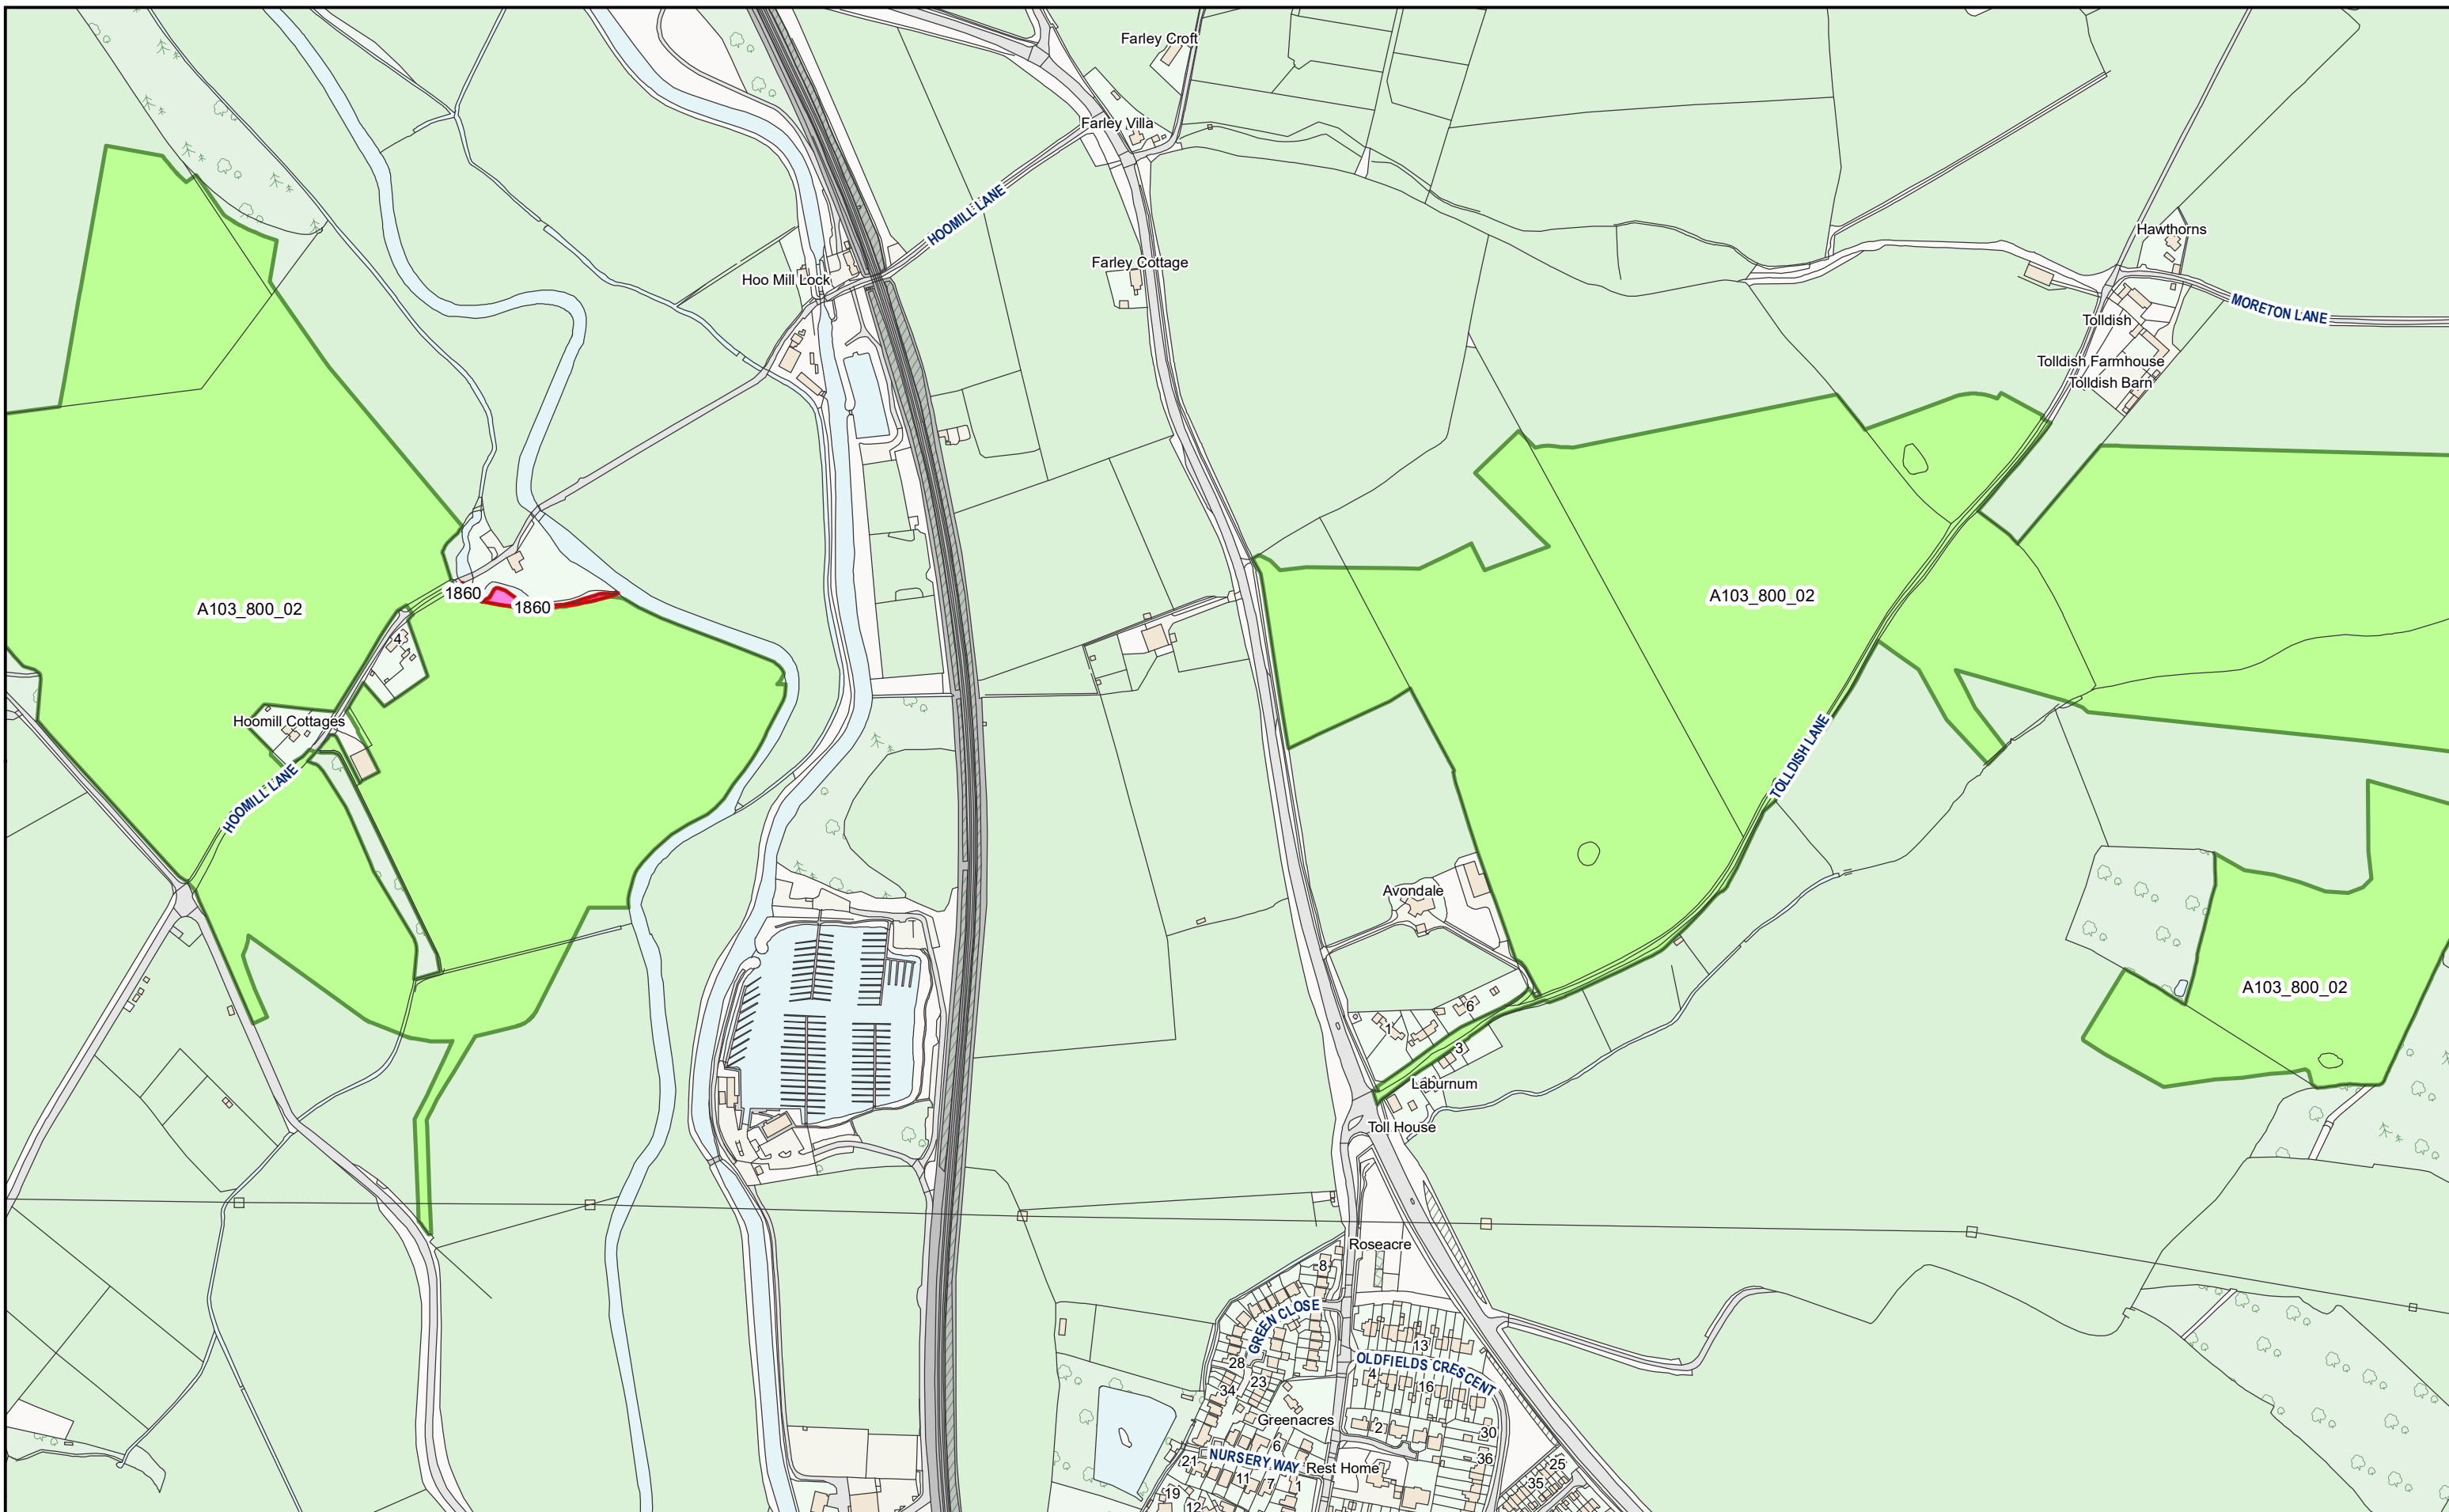 Farley Croft
Farley Villa
HOOMILL LANE
Hawthorns
Farley Cottage
Hoo Mill Lock
MORETON LANE
Tolldish
Tolldish Farmhouse
Tolldish Barn
1860
1860
A103_800_02
A103_800_02
4
Hoomill Cottages
TOLLDISH LANE
HOOMILL LANE
Avondale
A103_800_02
6
1
3
Laburnum
Toll House
Roseacre
8
GREEN CLOSE
13
OLDFIELDS CRESCENT
28
4
23
16
34
Greenacres
2
30
6
NURSERY WAY
21
Rest Home
36
25
11
7
1
35
19
12